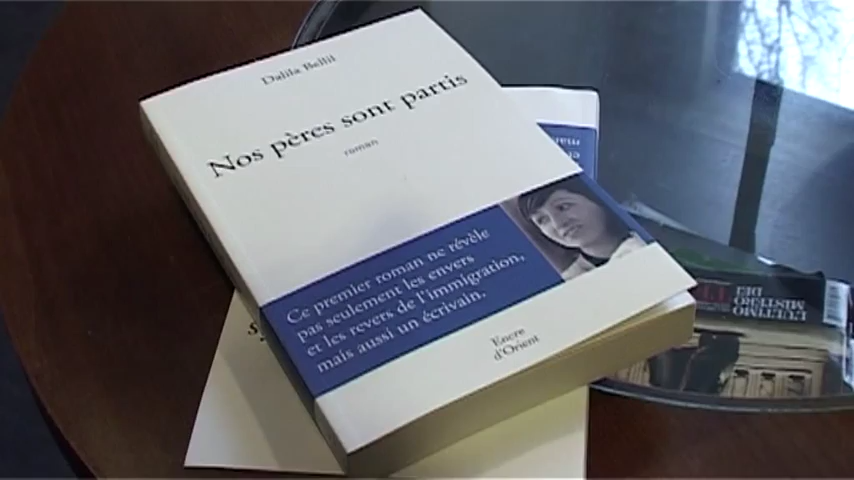 Dalila Bellil
Nos pères sont partis
roman
Ce premier roman ne révèle
pas seulement les envers
et les revers de l'immigration,
mais aussi un écrivain.
Encre
d'Orient
L'ULTIMO
MISTERO
DEI